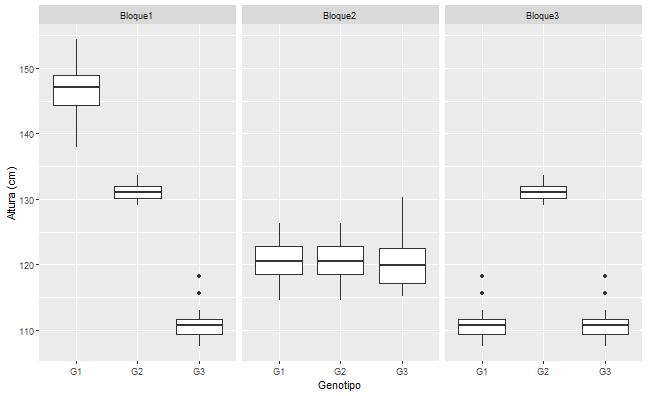 Bloque1 Bloque2 Bloque3
Altura (cm)
150
140
130
120
110
G1 G2 G3 G1 G2 G3 G1 G2 G3
Genotipo